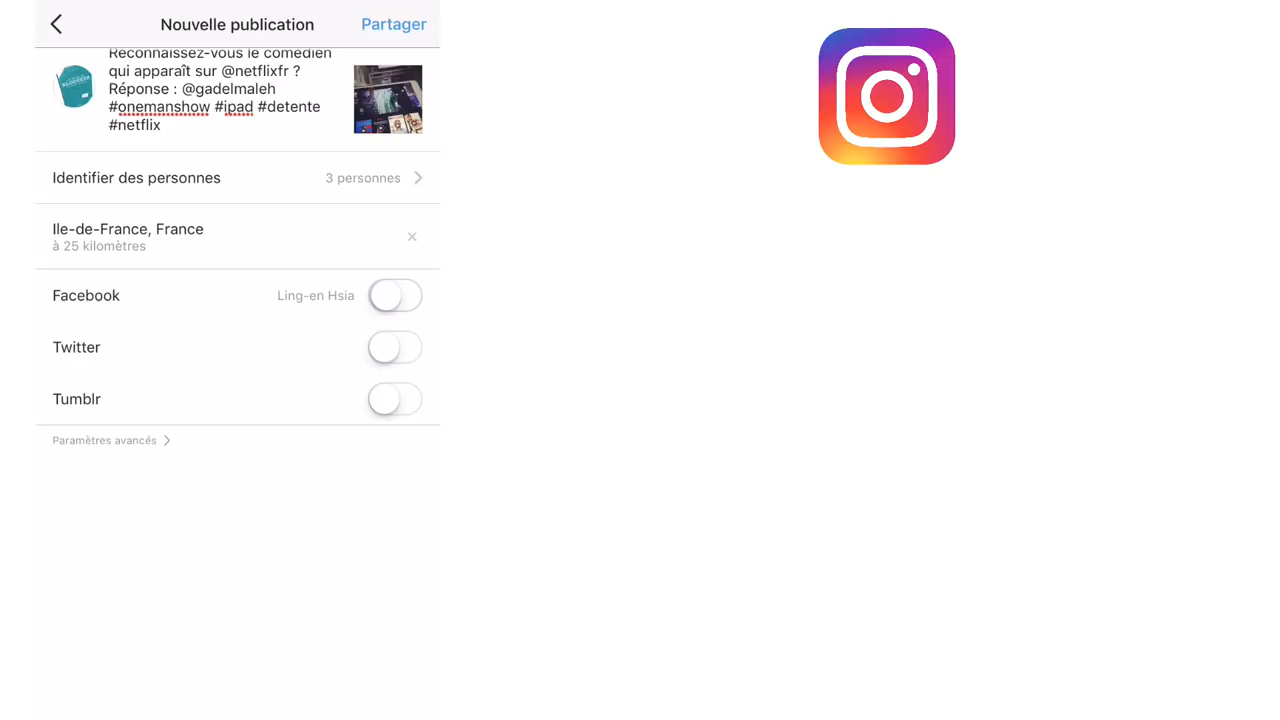 Nouvelle publication
Partager
Reconnaissez-vous le comédien
qui apparaît sur @netflixfr ?
Réponse : @gadelmaleh
#onemanshow #ipad #detente
#netflix
Identifier des personnes
3 personnes
Ile-de-France, France
à 25 kilomètres
Facebook
Ling-en Hsia
Twitter
Tumblr
Paramètres avancés